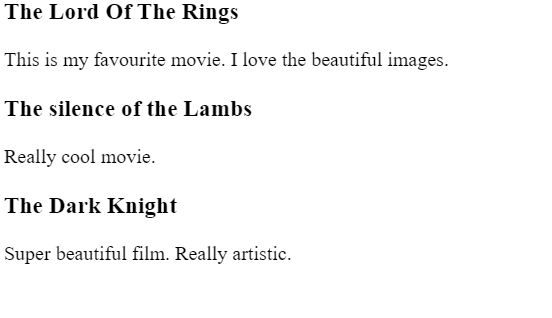 The Lord Of The Rings
This is my favourite movie. I love the beautiful images.
The silence of the Lambs
Really cool movie.
The Dark Knight
Super beautiful film. Really artistic.